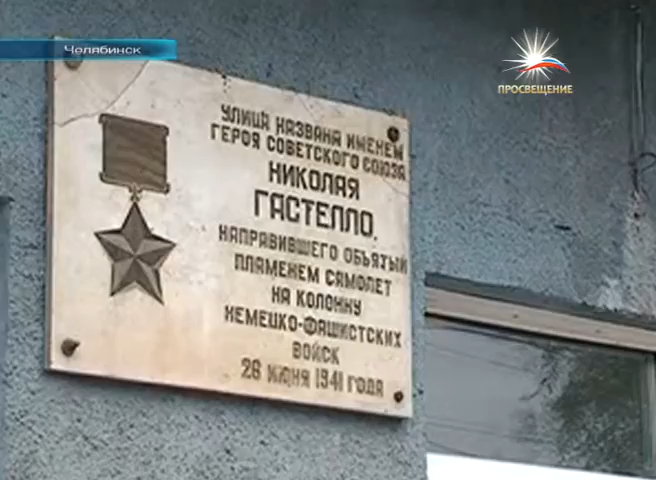 Челябинск
ПРОСВЕЩЕНИЕ
УЛИЦА НАЗВАНА ИМЕНЕМ
ГЕРОЯ СОВЕТСКОГО СОЮЗА
НИКОЛАЯ
ГАСТЕЛЛО,
НАПРАВИВШЕГО ОБЪЯТЫЙ
ПЛАМЕНЕМ САМОЛЕТ
НА КОЛОННУ
НЕМЕЦКО-ФАШИСТСКИХ
ВОЙСК
26 ИЮНЯ 1941 ГОДА